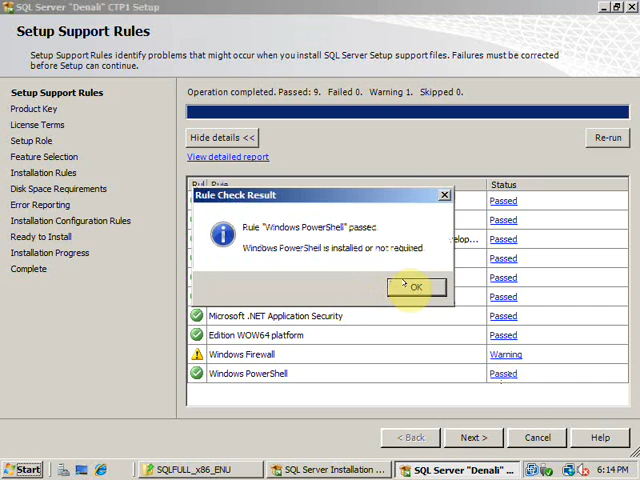 SQL Server "Denali" CTP1 Setup
Setup Support Rules
Setup Support Rules identify problems that might occur when you install SQL Server Setup support files. Failures must be corrected
before Setup can continue.
Setup Support Rules
Product Key
License Terms
Setup Role
Feature Selection
Installation Rules
Disk Space Requirements
Error Reporting
Installation Configuration Rules
Ready to Install
Installation Progress
Complete
Operation completed. Passed: 9. Failed 0. Warning 1. Skipped 0.
Hide details <<
Re-run
View detailed report
Rule
Status
Passed
Passed
Passed
Passed
Passed
Passed
Rule Check Result
Rule "Windows PowerShell" passed.
Windows PowerShell is installed or not required.
OK
Microsoft .NET Application Security
Passed
Edition WOW64 platform
Passed
Windows Firewall
Warning
Windows PowerShell
Passed
< Back
Next >
Cancel
Help
Start
SQLFULL_x86_ENU
SQL Server Installation ...
SQL Server "Denali" ...
6:14 PM